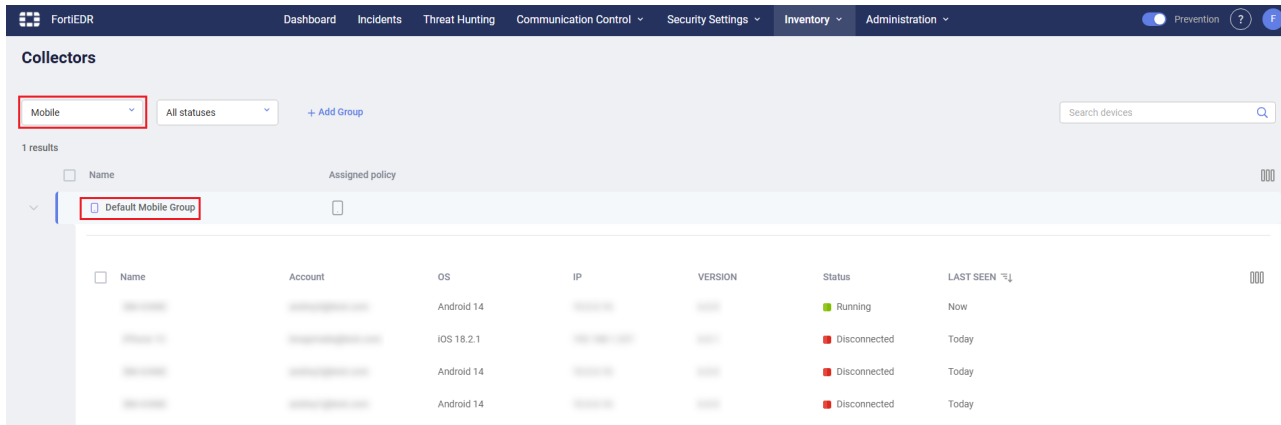 FortiEDR Dashboard Incidents Threat Hunting Communication Control Security Settings Inventory Administration Prevention ? F
Collectors
Mobile All statuses + Add Group Search devices
1 results
Name Assigned policy
Default Mobile Group
Name Account OS IP VERSION Status LAST SEEN
Android 14 Running Now
iOS 18.2.1 Disconnected Today
Android 14 Disconnected Today
Android 14 Disconnected Today